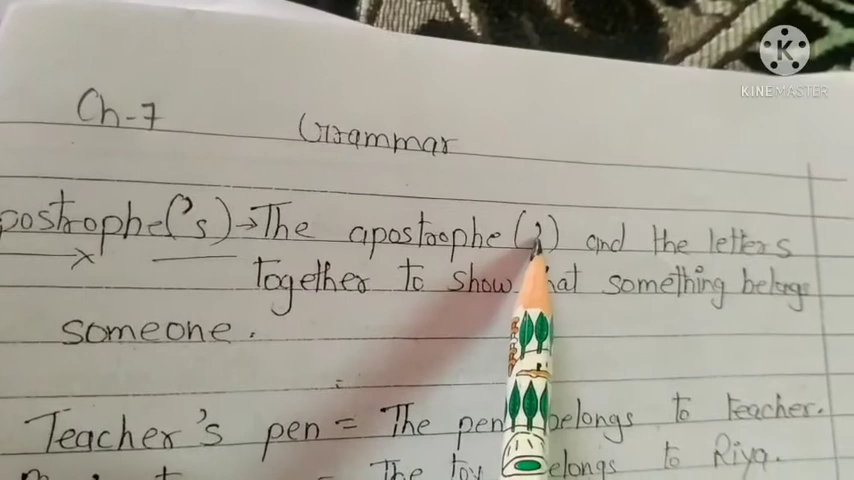 K
KINEMASTER
Ch-7 Grammar
postrophe('s) → The apostrophe (') and the letters
together to show hat something belongs
someone.
Teacher's pen = The pen belongs to teacher.
= The toy belongs to Riya.